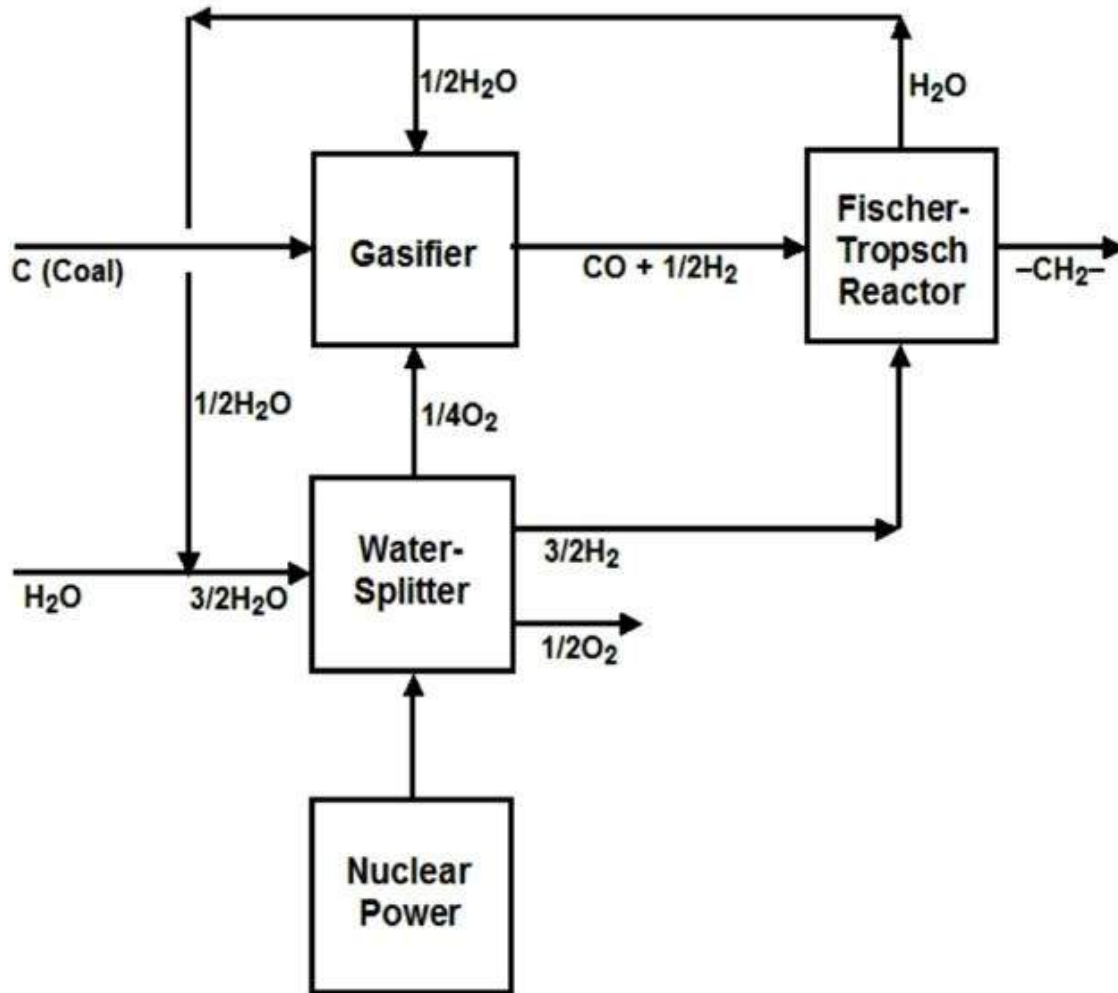 1/2H₂O
H₂O
Gasifier
Fischer-
Tropsch
Reactor
C (Coal)
CO + 1/2H₂
–CH₂–
1/2H₂O
1/4O₂
Water-
Splitter
3/2H₂
H₂O
3/2H₂O
1/2O₂
Nuclear
Power